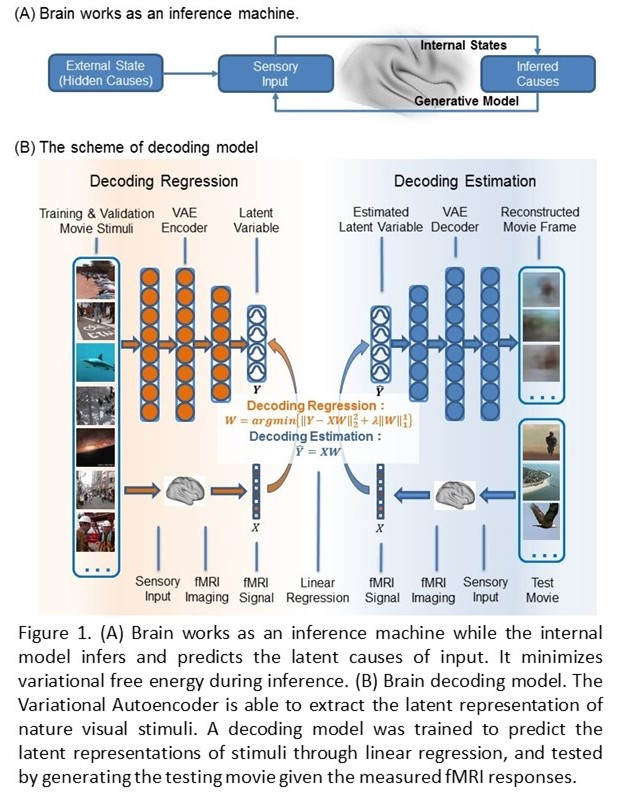 (A) Brain works as an inference machine.
External State
(Hidden Causes)
Sensory
Input
Internal States
Generative Model
Inferred
Causes
(B) The scheme of decoding model
Decoding Regression
Decoding Estimation
Training & Validation
Movie Stimuli
VAE
Encoder
Latent
Variable
Estimated
Latent Variable
VAE
Decoder
Reconstructed
Movie Frame
Y
Ŷ
Decoding Regression :
W = argmin{‖Y − XW‖₂² + λ‖W‖₁¹}
Decoding Estimation :
Ŷ = XW
X
X
Sensory
Input
fMRI
Imaging
fMRI
Signal
Linear
Regression
fMRI
Signal
fMRI
Imaging
Sensory
Input
Test
Movie
Figure 1. (A) Brain works as an inference machine while the internal
model infers and predicts the latent causes of input. It minimizes
variational free energy during inference. (B) Brain decoding model. The
Variational Autoencoder is able to extract the latent representation of
nature visual stimuli. A decoding model was trained to predict the
latent representations of stimuli through linear regression, and tested
by generating the testing movie given the measured fMRI responses.